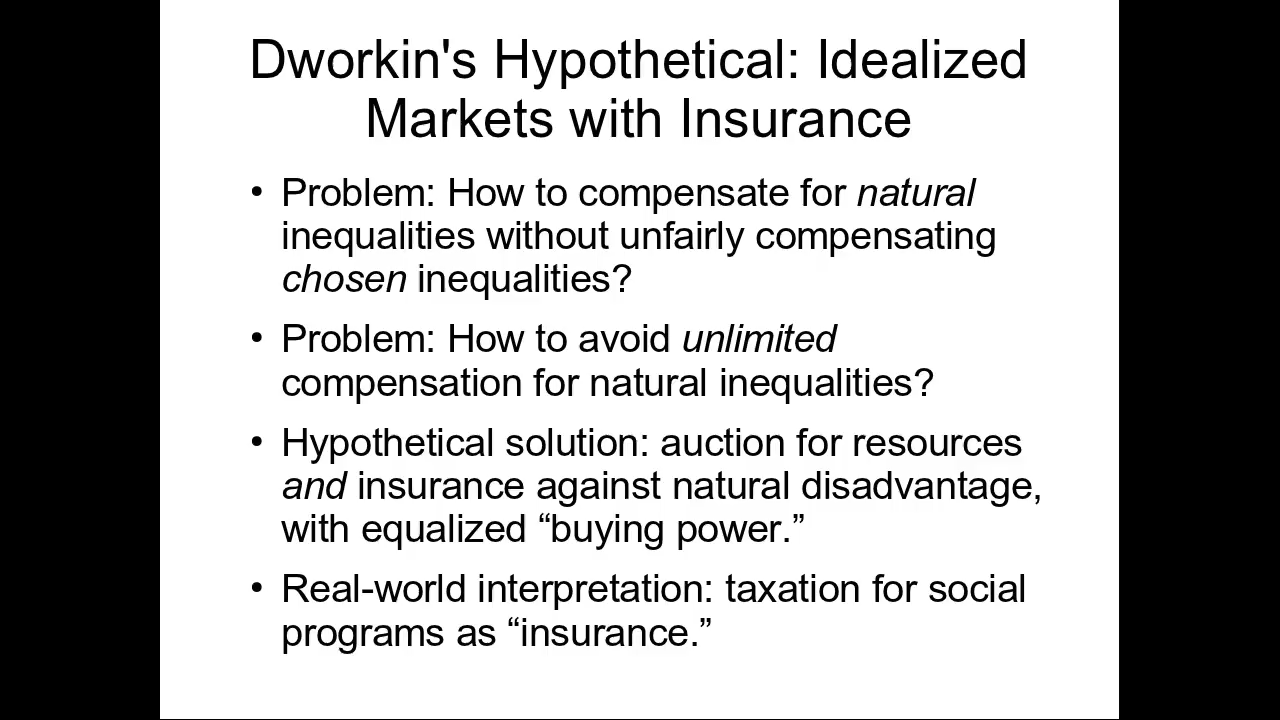 Dworkin's Hypothetical: Idealized
Markets with Insurance
• Problem: How to compensate for natural
inequalities without unfairly compensating
chosen inequalities?
• Problem: How to avoid unlimited
compensation for natural inequalities?
• Hypothetical solution: auction for resources
and insurance against natural disadvantage,
with equalized “buying power.”
• Real-world interpretation: taxation for social
programs as “insurance.”